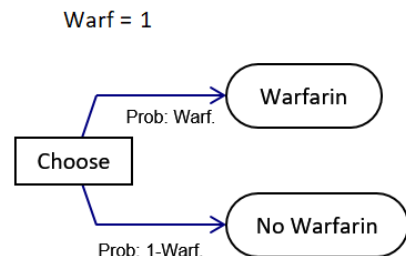 Warf = 1
Warfarin
Prob: Warf.
Choose
No Warfarin
Prob: 1-Warf.